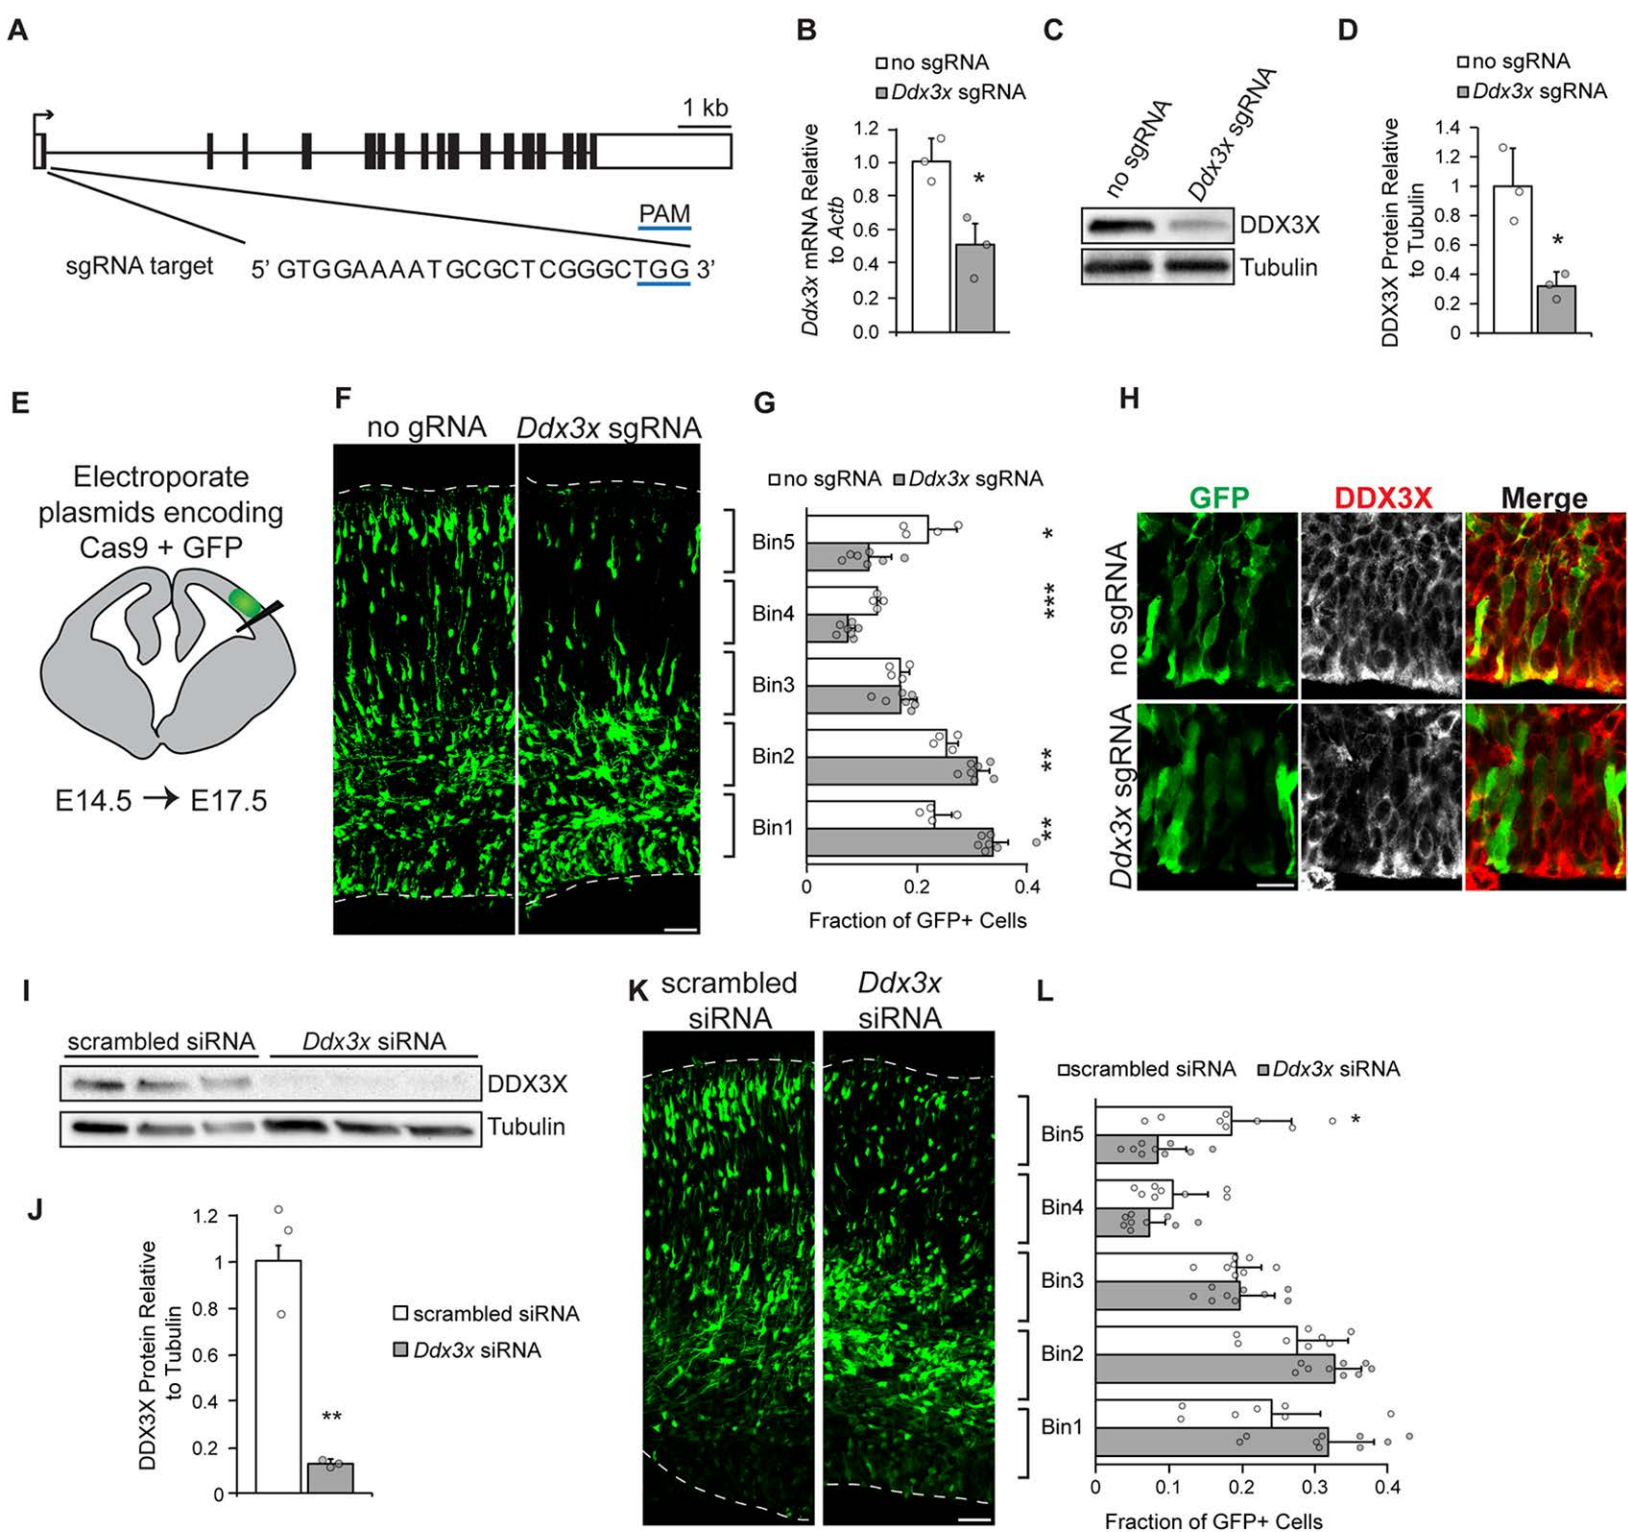 A
1 kb
PAM
sgRNA target
5' GTGGAAAATGCGCTCGGGCTGG 3'
B
no sgRNA
Ddx3x sgRNA
Ddx3x mRNA Relative
to Actb
1.2
1.0
0.8
0.6
0.4
0.2
0.0
*
C
no sgRNA
Ddx3x sgRNA
DDX3X
Tubulin
D
no sgRNA
Ddx3x sgRNA
DDX3X Protein Relative
to Tubulin
1.4
1.2
1
0.8
0.6
0.4
0.2
0
*
E
Electroporate
plasmids encoding
Cas9 + GFP
E14.5 → E17.5
F
no gRNA
Ddx3x sgRNA
G
no sgRNA
Ddx3x sgRNA
Bin5
*
Bin4
***
Bin3
Bin2
**
Bin1
**
0
0.2
0.4
Fraction of GFP+ Cells
H
GFP
DDX3X
Merge
no sgRNA
Ddx3x sgRNA
I
scrambled siRNA
Ddx3x siRNA
DDX3X
Tubulin
J
DDX3X Protein Relative
to Tubulin
1.2
1
0.8
0.6
0.4
0.2
0
**
scrambled siRNA
Ddx3x siRNA
K
scrambled
siRNA
Ddx3x
siRNA
L
scrambled siRNA
Ddx3x siRNA
Bin5
*
Bin4
Bin3
Bin2
Bin1
0
0.1
0.2
0.3
0.4
Fraction of GFP+ Cells